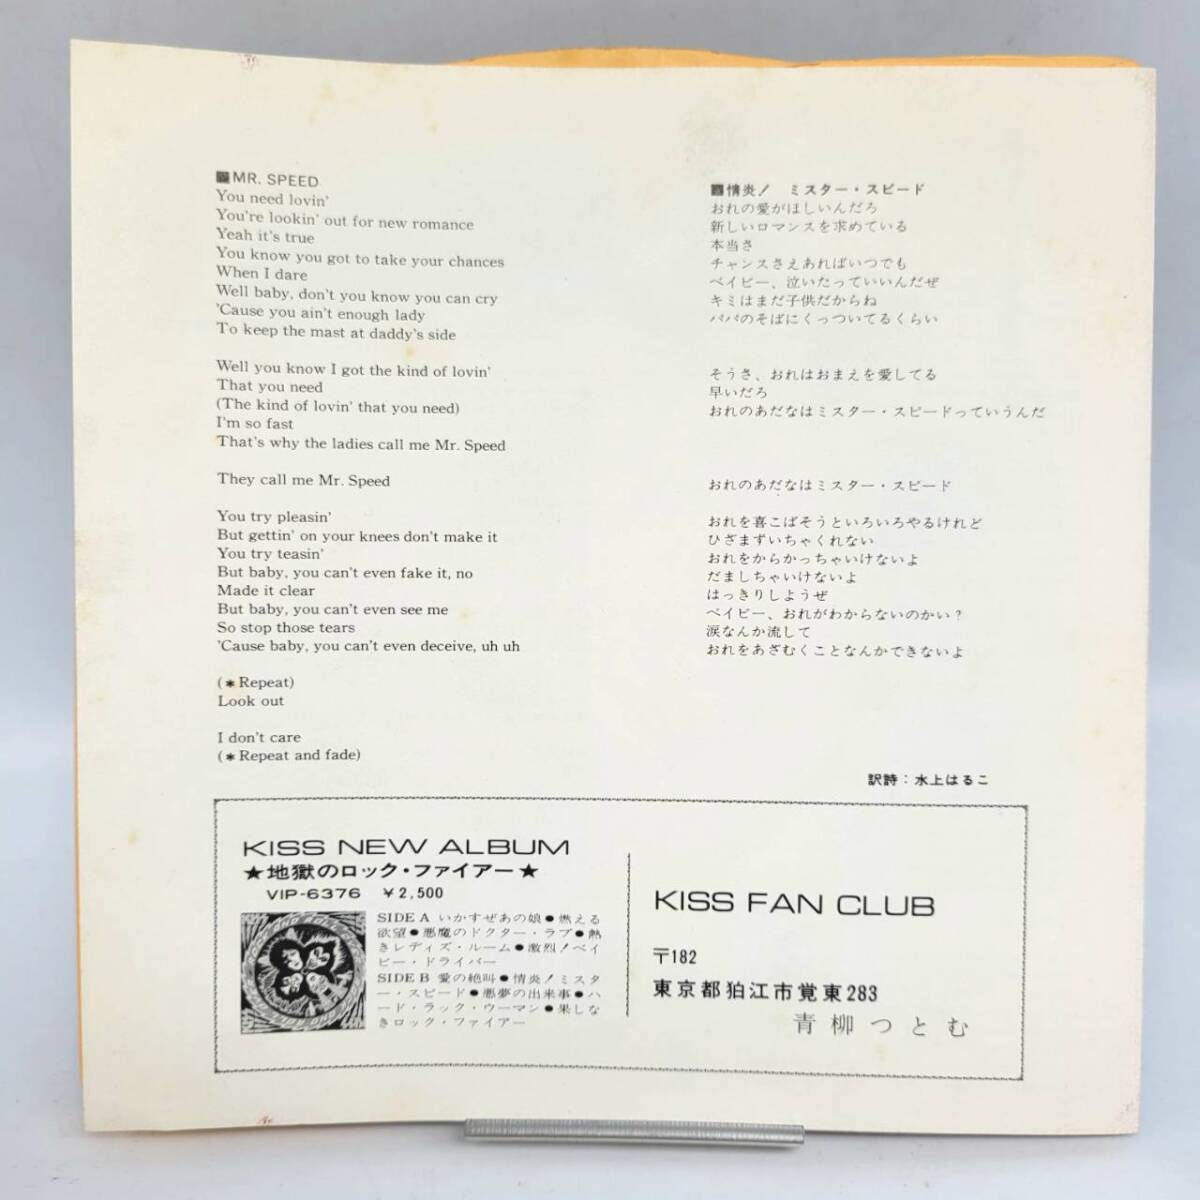 ■MR. SPEED
You need lovin'
You're lookin' out for new romance
Yeah it's true
You know you got to take your chances
When I dare
Well baby, don't you know you can cry
'Cause you ain't enough lady
To keep the mast at daddy's side
Well you know I got the kind of lovin'
That you need
(The kind of lovin' that you need)
I'm so fast
That's why the ladies call me Mr. Speed
They call me Mr. Speed
You try pleasin'
But gettin' on your knees don't make it
You try teasin'
But baby, you can't even fake it, no
Made it clear
But baby, you can't even see me
So stop those tears
'Cause baby, you can't even deceive, uh uh
(*Repeat)
Look out
I don't care
(*Repeat and fade)
■情炎! ミスター・スピード
おれの愛がほしいんだろ
新しいロマンスを求めている
本当さ
チャンスさえあればいつでも
ベイビー、泣いたっていいんだぜ
キミはまだ子供だからね
パパのそばにくっついてるくらい
そうさ、おれはおまえを愛してる
早いだろ
おれのあだなはミスター・スピードっていうんだ
おれのあだなはミスター・スピード
おれを喜こばそうといろいろやるけれど
ひざまずいちゃくれない
おれをからかっちゃいけないよ
だましちゃいけないよ
はっきりしようぜ
ベイビー、おれがわからないのかい?
涙なんか流して
おれをあざむくことなんかできないよ
訳詩：水上はるこ
KISS NEW ALBUM
★地獄のロック・ファイアー★
VIP-6376 ¥2,500
SIDE A いかすぜあの娘●燃える
欲望●悪魔のドクター・ラブ●熱
きレディズ・ルーム●激烈!ベイ
ビー・ドライバー
SIDE B 愛の絶叫●情炎!ミスタ
ー・スピード●悪夢の出来事●ハ
ード・ラック・ウーマン●果しな
きロック・ファイアー
KISS FAN CLUB
〒182
東京都狛江市覚東283
青柳つとむ